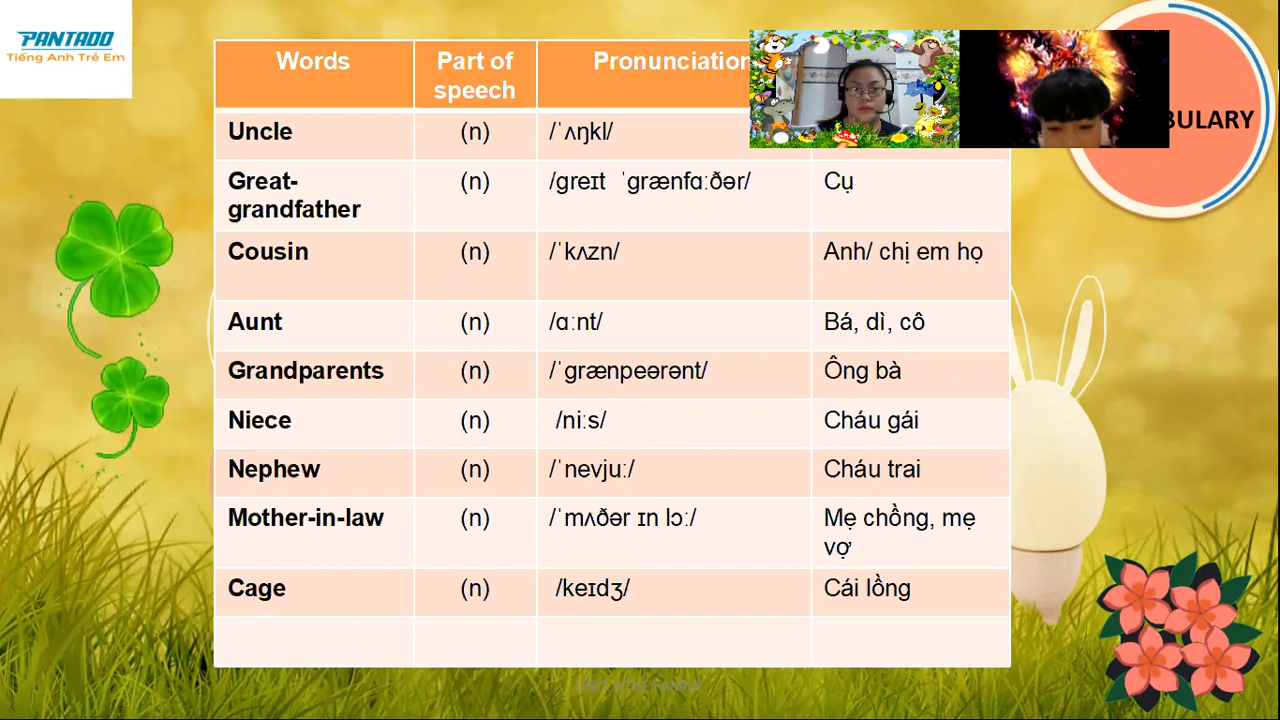 PANTADO
Tiếng Anh Trẻ Em
Words
Part of
speech
Pronunciation
BULARY
Uncle
(n)
/ˈʌŋkl/
Great-
grandfather
(n)
/ɡreɪt ˈɡrænfɑːðər/
Cụ
Cousin
(n)
/ˈkʌzn/
Anh/ chị em họ
Aunt
(n)
/ɑːnt/
Bá, dì, cô
Grandparents
(n)
/ˈɡrænpeərənt/
Ông bà
Niece
(n)
/niːs/
Cháu gái
Nephew
(n)
/ˈnevjuː/
Cháu trai
Mother-in-law
(n)
/ˈmʌðər ɪn lɔː/
Mẹ chồng, mẹ
vợ
Cage
(n)
/keɪdʒ/
Cái lồng